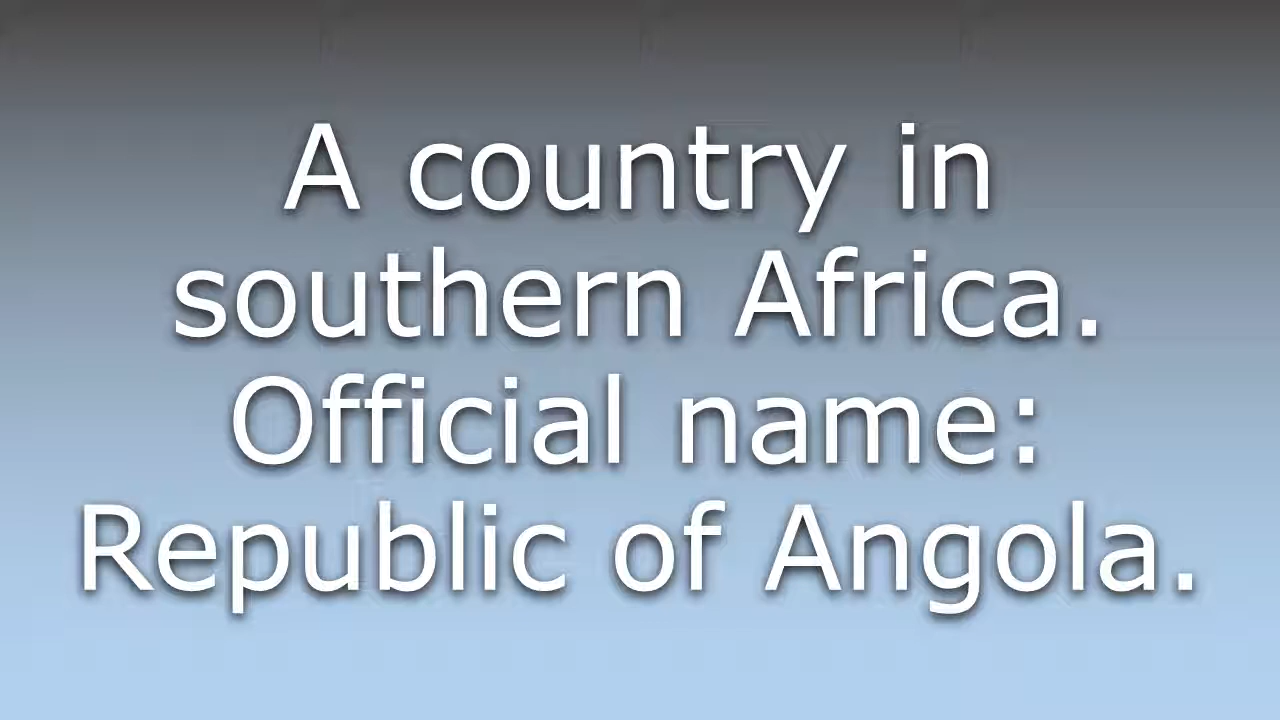 A country in
southern Africa.
Official name:
Republic of Angola.